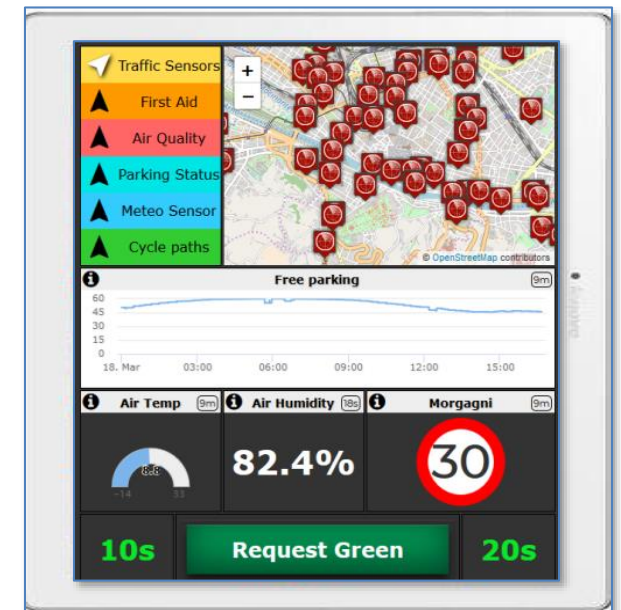 Traffic Sensors
First Aid
Air Quality
Parking Status
Meteo Sensor
Cycle paths
+
−
© OpenStreetMap contributors
Free parking
9m
60
45
30
15
0
18. Mar 03:00 06:00 09:00 12:00 15:00
Air Temp 9m
Air Humidity 18s
Morgagni 9m
8.8
-14 33
82.4%
30
10s
Request Green
20s